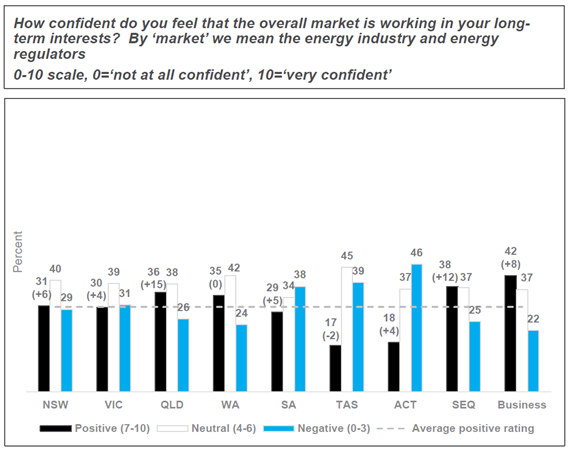 How confident do you feel that the overall market is working in your long-
term interests? By ‘market’ we mean the energy industry and energy
regulators
0-10 scale, 0=‘not at all confident’, 10=‘very confident’
Percent
31 (+6) 40 29
30 (+4) 39 31
36 (+15) 38 26
35 (0) 42 24
29 (+5) 34 38
17 (-2) 45 39
18 (+4) 37 46
38 (+12) 37 25
42 (+8) 37 22
NSW VIC QLD WA SA TAS ACT SEQ Business
Positive (7-10) Neutral (4-6) Negative (0-3) Average positive rating